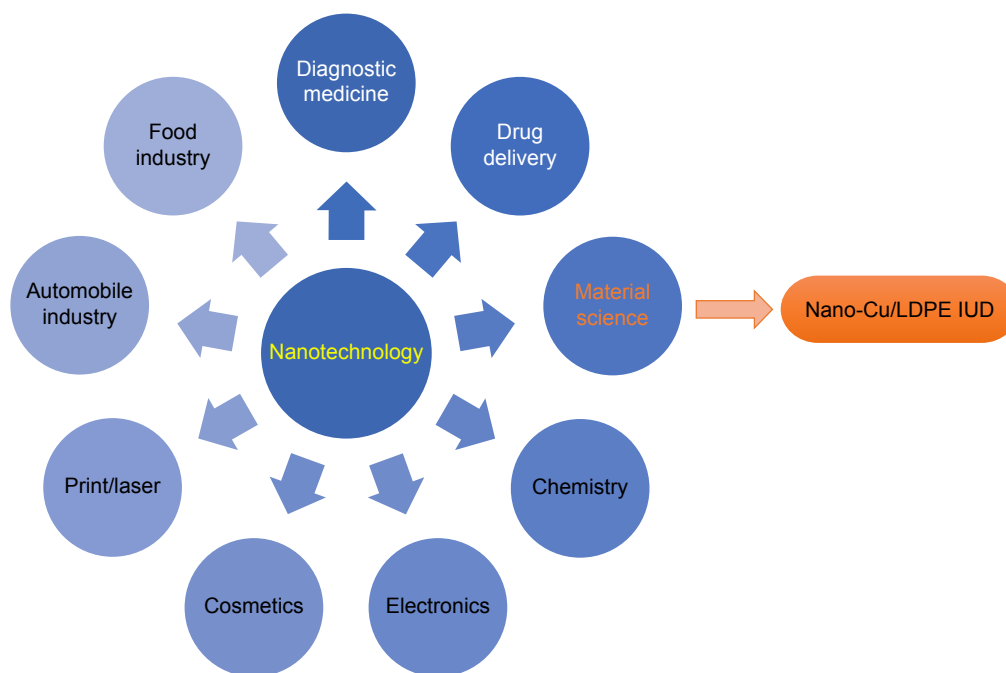 Diagnostic
medicine
Food
industry
Drug
delivery
Automobile
industry
Material
science
Nano-Cu/LDPE IUD
Nanotechnology
Print/laser
Chemistry
Cosmetics
Electronics